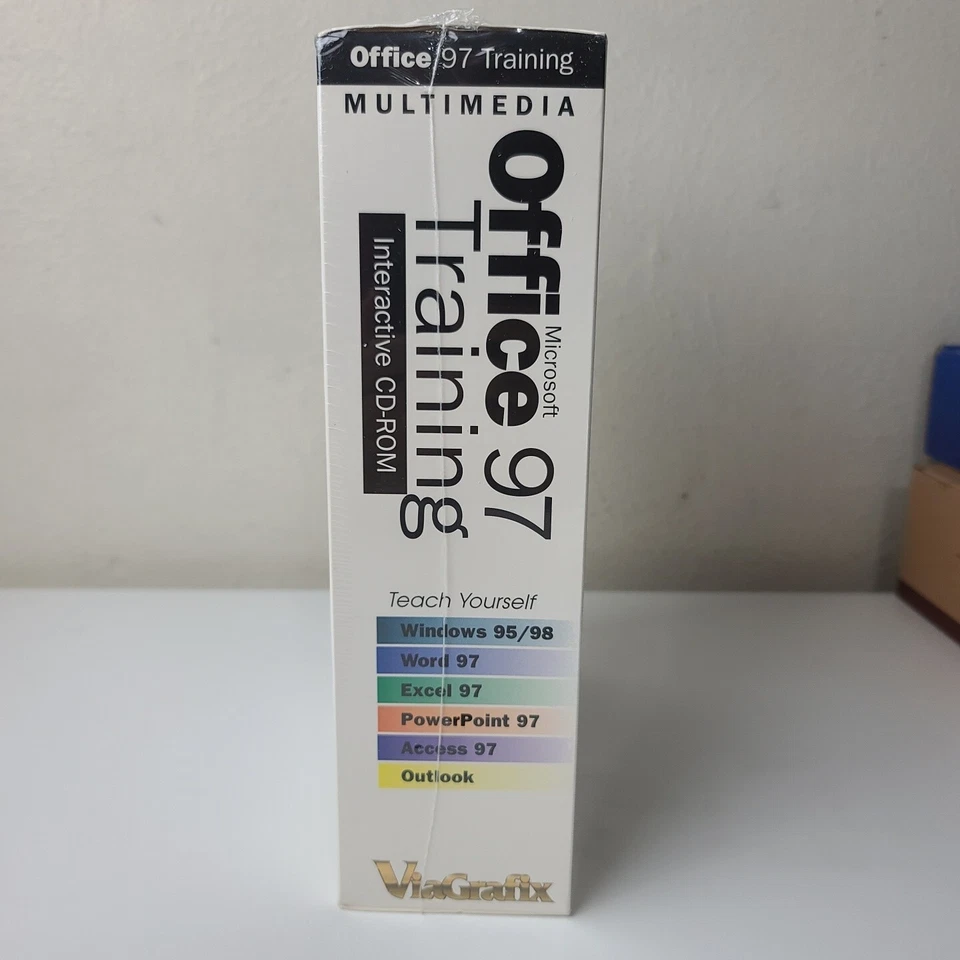 Office 97 Training
MULTIMEDIA
Microsoft
Office 97
Training
Interactive CD-ROM
Teach Yourself
Windows 95/98
Word 97
Excel 97
PowerPoint 97
Access 97
Outlook
ViaGrafix